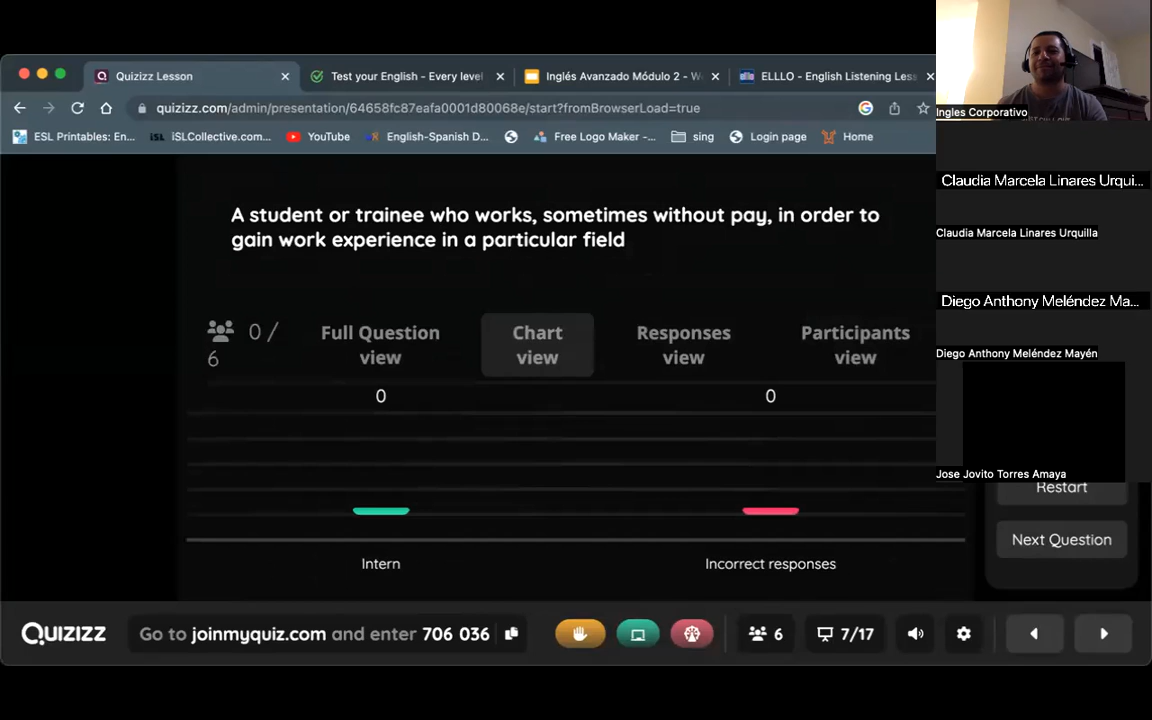 Quizizz Lesson
Test your English - Every level
Inglés Avanzado Módulo 2 - W
ELLLO - English Listening Less
quizizz.com/admin/presentation/64658fc87eafa0001d80068e/start?fromBrowserLoad=true
ESL Printables: En...
iSL
iSLCollective.com...
YouTube
English-Spanish D...
Free Logo Maker -...
sing
Login page
Home
A student or trainee who works, sometimes without pay, in order to
gain work experience in a particular field
0 /
6
Full Question
view
Chart
view
Responses
view
Participants
view
0
0
Intern
Incorrect responses
Restart
Next Question
Quizizz
Go to joinmyquiz.com and enter 706 036
6
7/17
Ingles Corporativo
Claudia Marcela Linares Urqui...
Claudia Marcela Linares Urquilla
Diego Anthony Meléndez Ma...
Diego Anthony Meléndez Mayén
Jose Jovito Torres Amaya